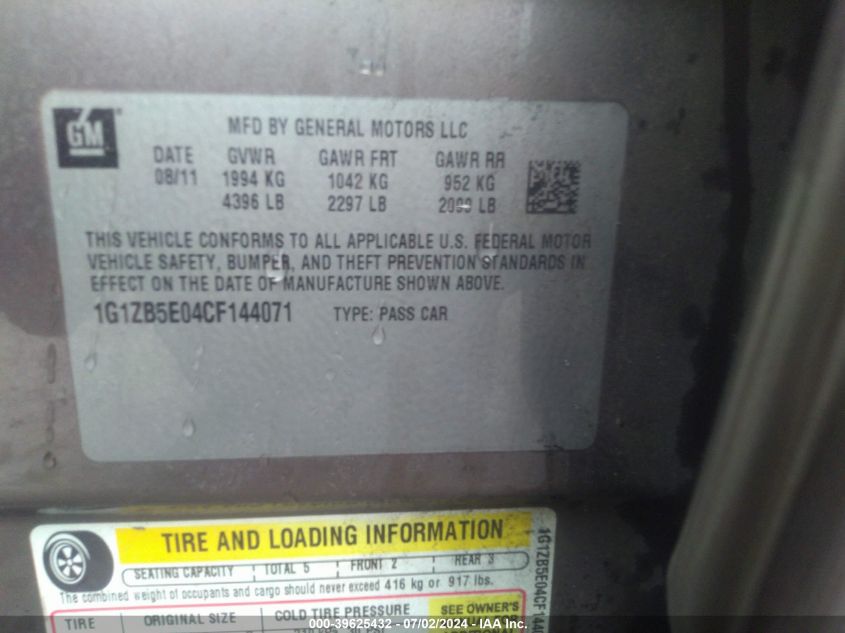 GM
MFD BY GENERAL MOTORS LLC
DATE GVWR GAWR FRT GAWR RR
08/11 1994 KG 1042 KG 952 KG
4396 LB 2297 LB 2099 LB
THIS VEHICLE CONFORMS TO ALL APPLICABLE U.S. FEDERAL MOTOR
VEHICLE SAFETY, BUMPER, AND THEFT PREVENTION STANDARDS IN
EFFECT ON THE DATE OF MANUFACTURE SHOWN ABOVE.
1G1ZB5E04CF144071 TYPE: PASS CAR
TIRE AND LOADING INFORMATION
SEATING CAPACITY TOTAL 5 FRONT 2 REAR 3
The combined weight of occupants and cargo should never exceed 416 kg or 917 lbs.
TIRE ORIGINAL SIZE COLD TIRE PRESSURE SEE OWNER'S
1G1ZB5E04CF144
000-39625432 - 07/02/2024 - IAA Inc.